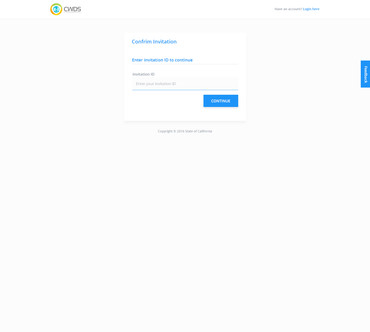 CWDS
Have an account? Login here
Confrim Invitation
Enter invitation ID to continue
Invitation ID
Enter your invitation ID
CONTINUE
Feedback
Copyright © 2018 State of California